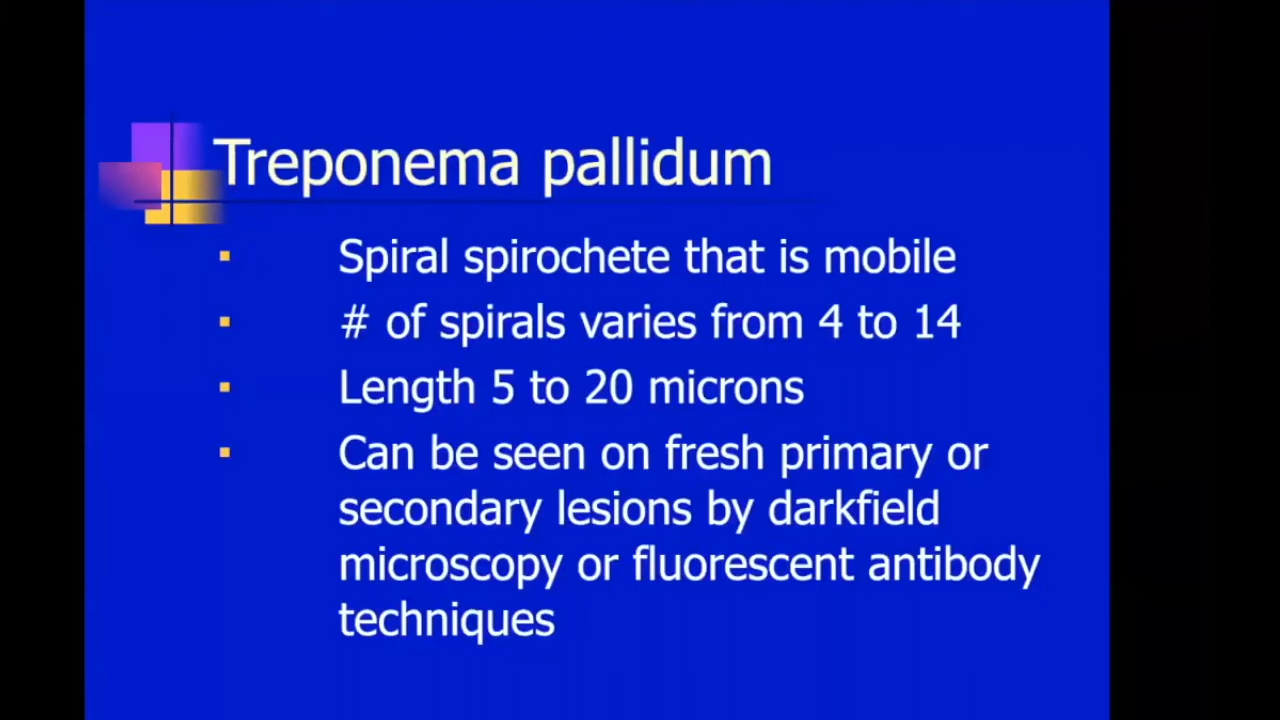 Treponema pallidum
▪ Spiral spirochete that is mobile
▪ # of spirals varies from 4 to 14
▪ Length 5 to 20 microns
▪ Can be seen on fresh primary or
secondary lesions by darkfield
microscopy or fluorescent antibody
techniques